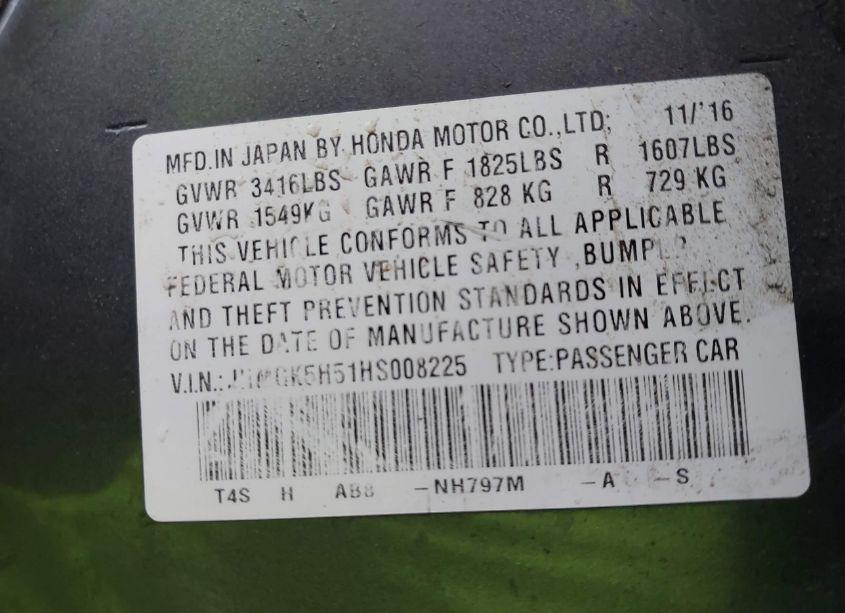 MFD.IN JAPAN BY HONDA MOTOR CO.,LTD; 11/'16
GVWR 3416LBS GAWR F 1825LBS R 1607LBS
GVWR 1549KG GAWR F 828 KG R 729 KG
THIS VEHICLE CONFORMS TO ALL APPLICABLE
FEDERAL MOTOR VEHICLE SAFETY ,BUMPER
AND THEFT PREVENTION STANDARDS IN EFFECT
ON THE DATE OF MANUFACTURE SHOWN ABOVE.
V.I.N.: TYPE:PASSENGER CAR
T4S H AB8 -NH797M -A -S